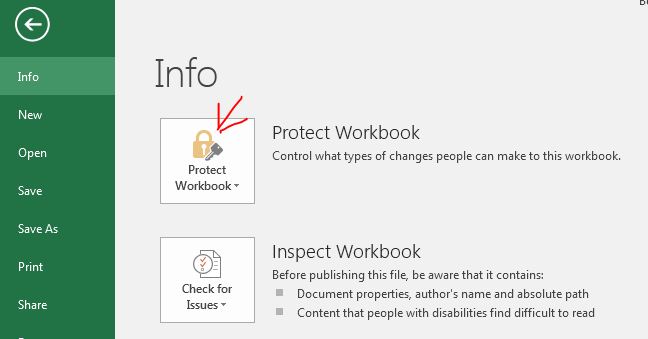 Info
New
Open
Save
Save As
Print
Share
Info
Protect
Workbook
Protect Workbook
Control what types of changes people can make to this workbook.
Check for
Issues
Inspect Workbook
Before publishing this file, be aware that it contains:
Document properties, author's name and absolute path
Content that people with disabilities find difficult to read